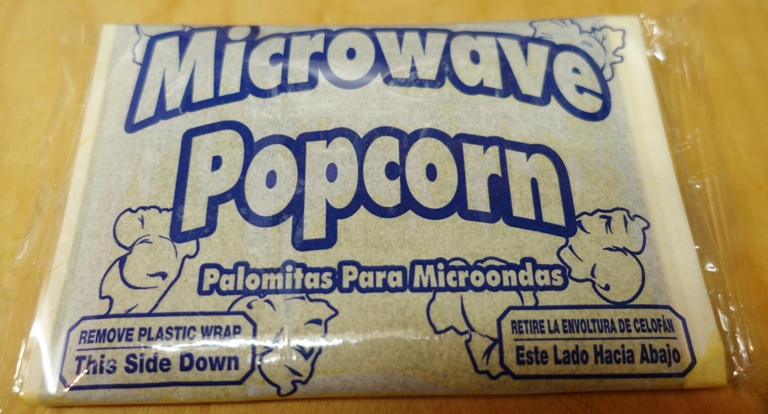 Microwave
Popcorn
Palomitas Para Microondas
REMOVE PLASTIC WRAP
This Side Down
RETIRE LA ENVOLTURA DE CELOFÁN
Este Lado Hacia Abajo